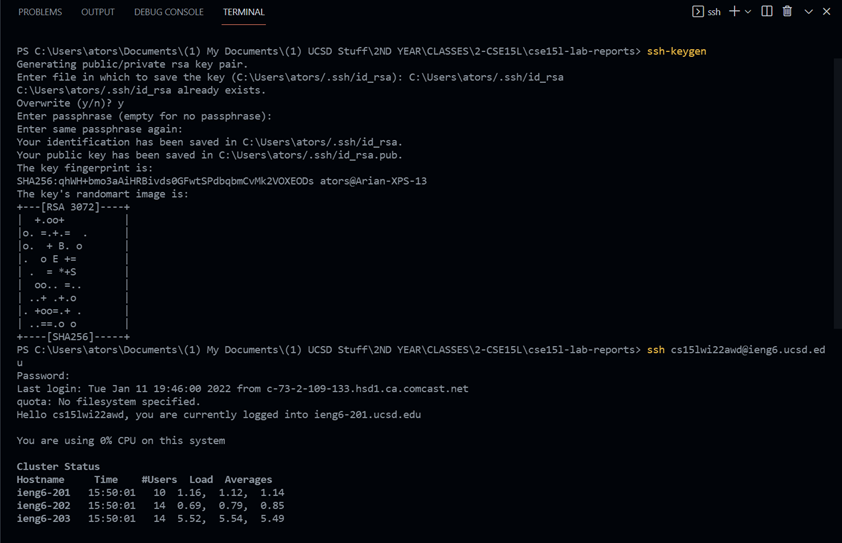 PROBLEMS OUTPUT DEBUG CONSOLE TERMINAL ssh
PS C:\Users\ators\Documents\(1) My Documents\(1) UCSD Stuff\2ND YEAR\CLASSES\2-CSE15L\cse15l-lab-reports> ssh-keygen
Generating public/private rsa key pair.
Enter file in which to save the key (C:\Users\ators/.ssh/id_rsa): C:\Users\ators/.ssh/id_rsa
C:\Users\ators/.ssh/id_rsa already exists.
Overwrite (y/n)? y
Enter passphrase (empty for no passphrase):
Enter same passphrase again:
Your identification has been saved in C:\Users\ators/.ssh/id_rsa.
Your public key has been saved in C:\Users\ators/.ssh/id_rsa.pub.
The key fingerprint is:
SHA256:qhWH+bmo3aAiHRBivds0GFwtSPdbqbmCvMk2VOXEODs ators@Arian-XPS-13
The key's randomart image is:
+---[RSA 3072]----+
|  +.oo+          |
|o. =.+.=  .      |
|o.  + B. o       |
|.  o E +=        |
| .  = *+S        |
|  oo.. =..       |
| ..+ .+.o        |
|. +oo=.+ .       |
| ..==.o o        |
+----[SHA256]-----+
PS C:\Users\ators\Documents\(1) My Documents\(1) UCSD Stuff\2ND YEAR\CLASSES\2-CSE15L\cse15l-lab-reports> ssh cs15lwi22awd@ieng6.ucsd.ed
u
Password:
Last login: Tue Jan 11 19:46:00 2022 from c-73-2-109-133.hsd1.ca.comcast.net
quota: No filesystem specified.
Hello cs15lwi22awd, you are currently logged into ieng6-201.ucsd.edu
You are using 0% CPU on this system
Cluster Status
Hostname     Time    #Users  Load  Averages
ieng6-201   15:50:01   10  1.16,  1.12,  1.14
ieng6-202   15:50:01   14  0.69,  0.79,  0.85
ieng6-203   15:50:01   14  5.52,  5.54,  5.49